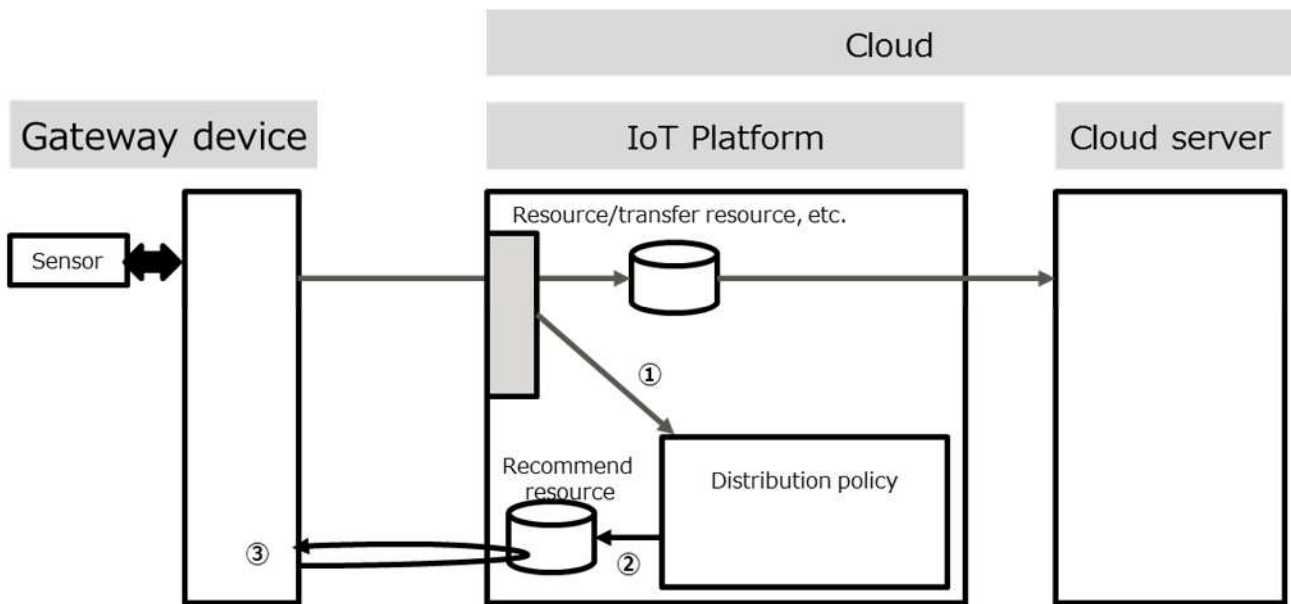 Cloud
Gateway device
IoT Platform
Cloud server
Resource/transfer resource, etc.
Sensor
①
Recommend
resource
Distribution policy
②
③